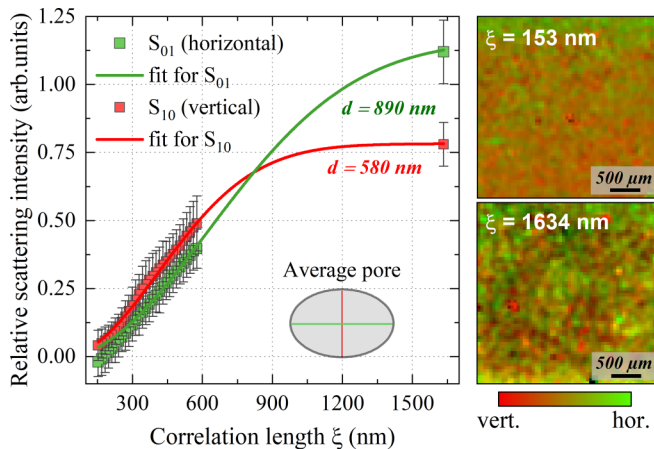 Relative scattering intensity (arb.units)
1.25
1.00
0.75
0.50
0.25
0.00
S01 (horizontal)
fit for S01
S10 (vertical)
fit for S10
d = 890 nm
d = 580 nm
Average pore
300
600
900
1200
1500
Correlation length ξ (nm)
ξ = 153 nm
500 μm
ξ = 1634 nm
500 μm
vert.
hor.